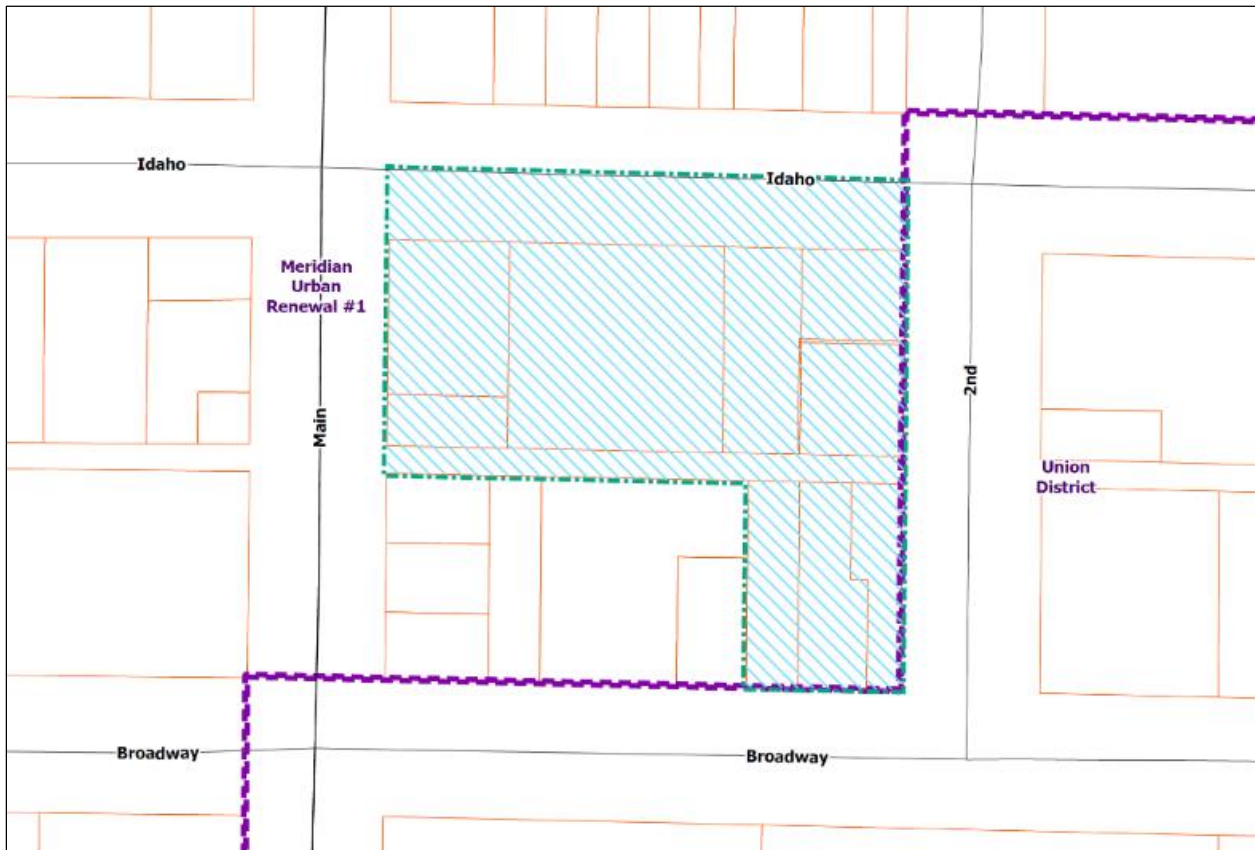 Idaho
Idaho
Meridian
Urban
Renewal #1
2nd
Main
Union
District
Broadway
Broadway